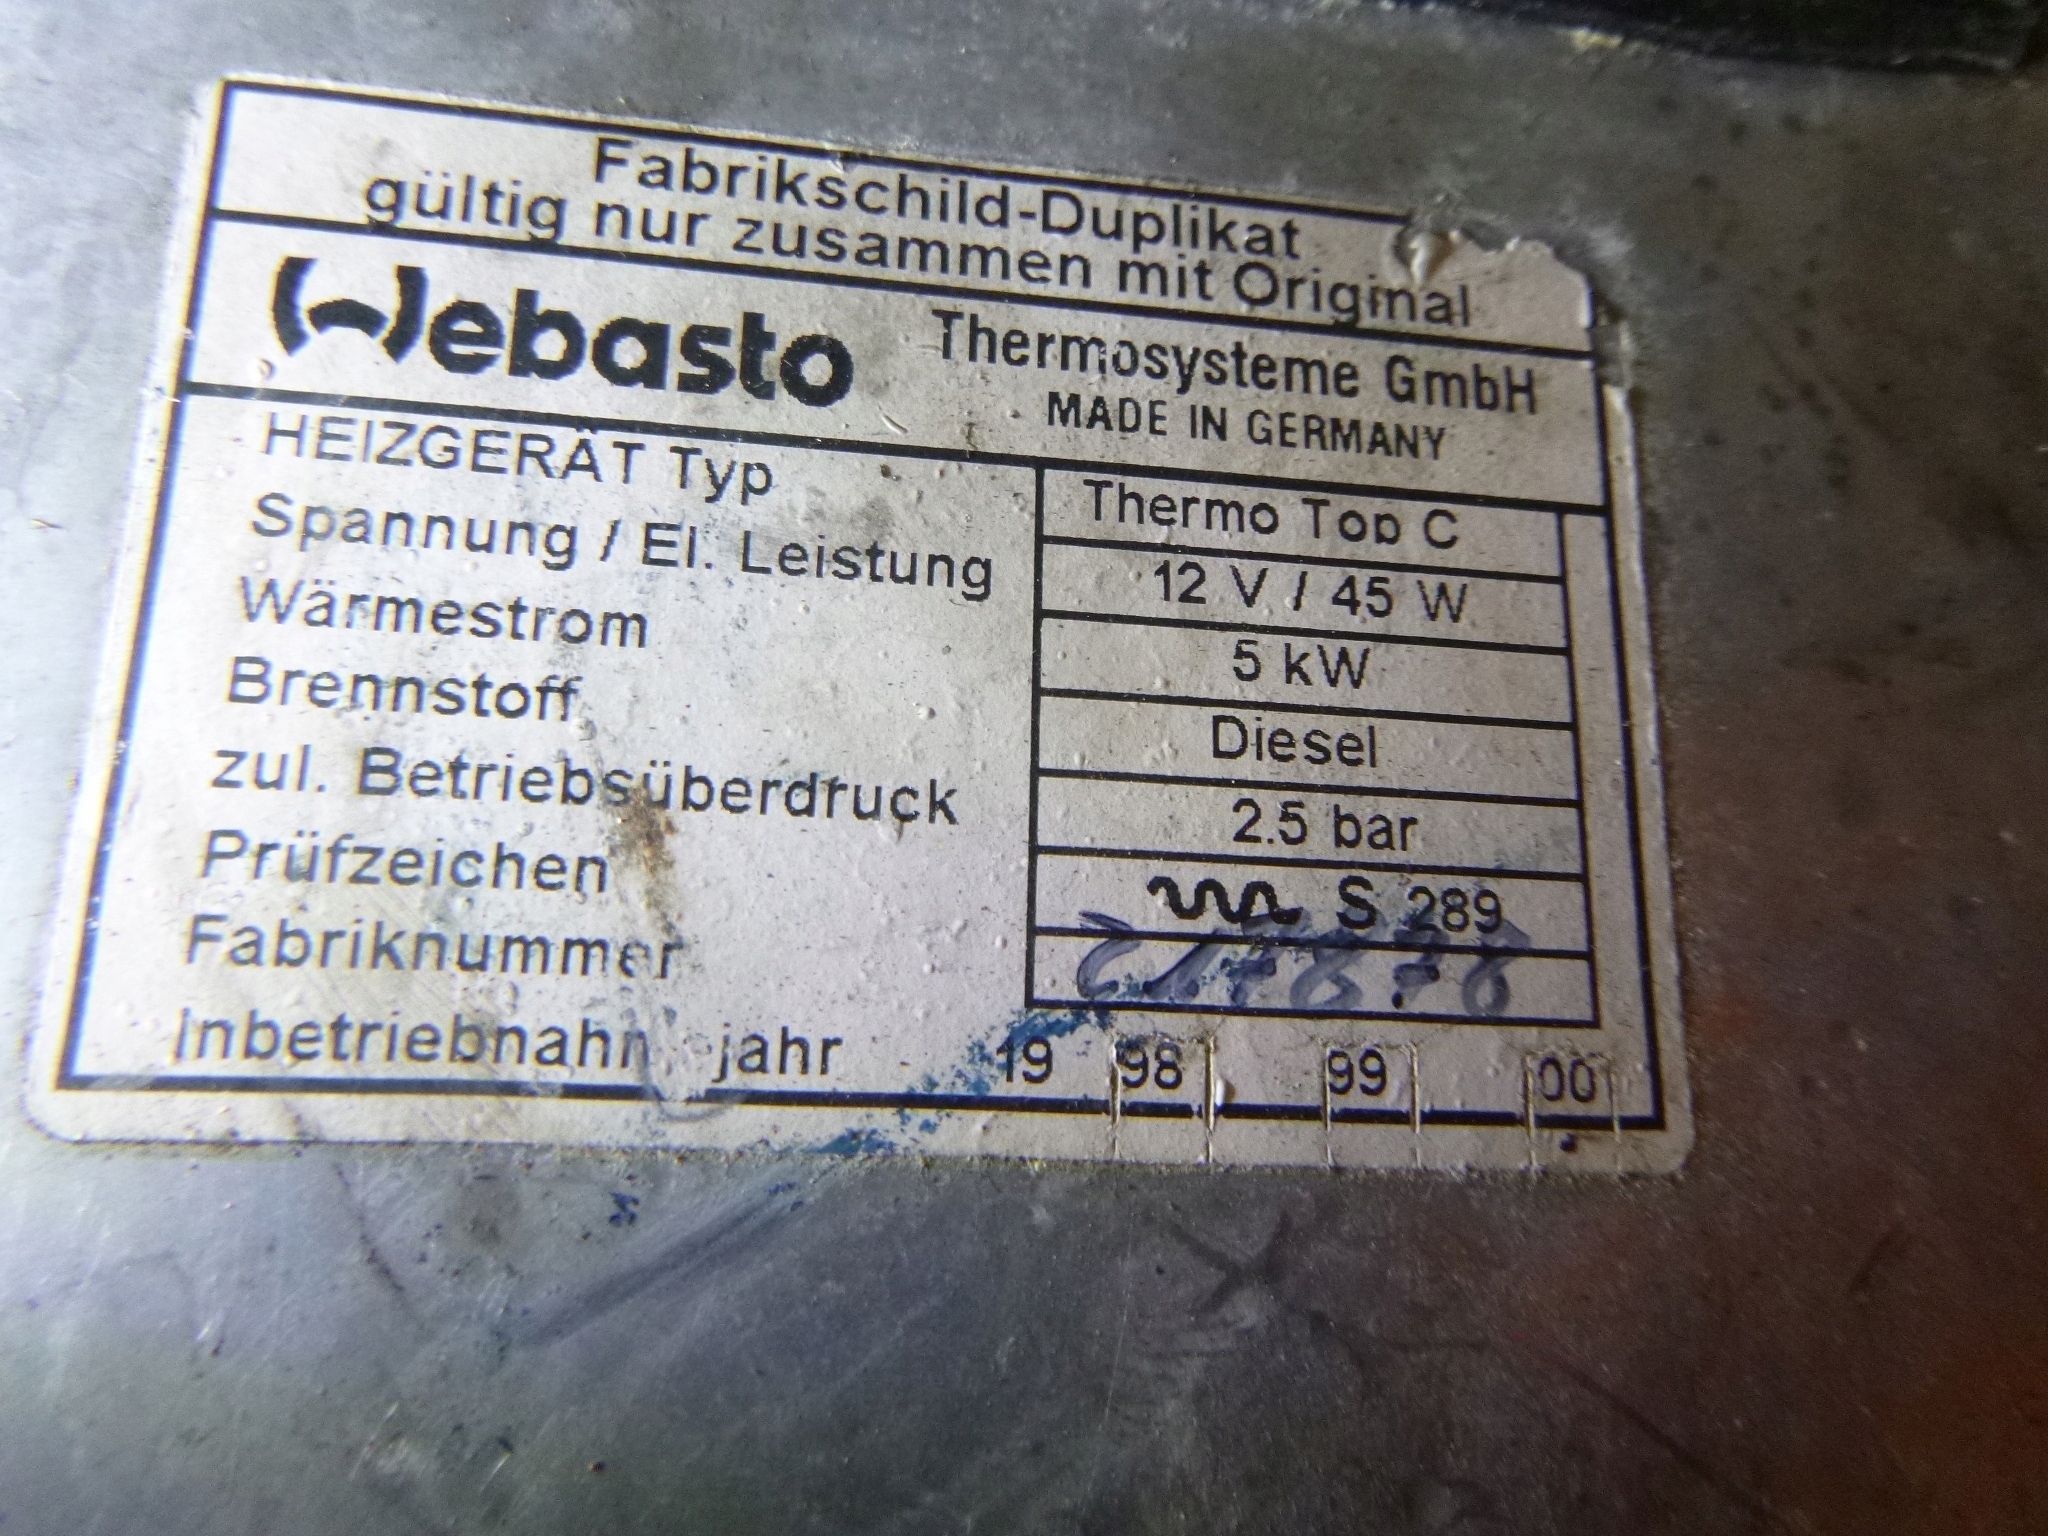 Fabrikschild-Duplikat
gültig nur zusammen mit Original
Webasto Thermosysteme GmbH
MADE IN GERMANY
HEIZGERÄT Typ Thermo Top C
Spannung / El. Leistung 12 V / 45 W
Wärmestrom 5 kW
Brennstoff Diesel
zul. Betriebsüberdruck 2.5 bar
Prüfzeichen S 289
Fabriknummer
jahr 19 98 99 00